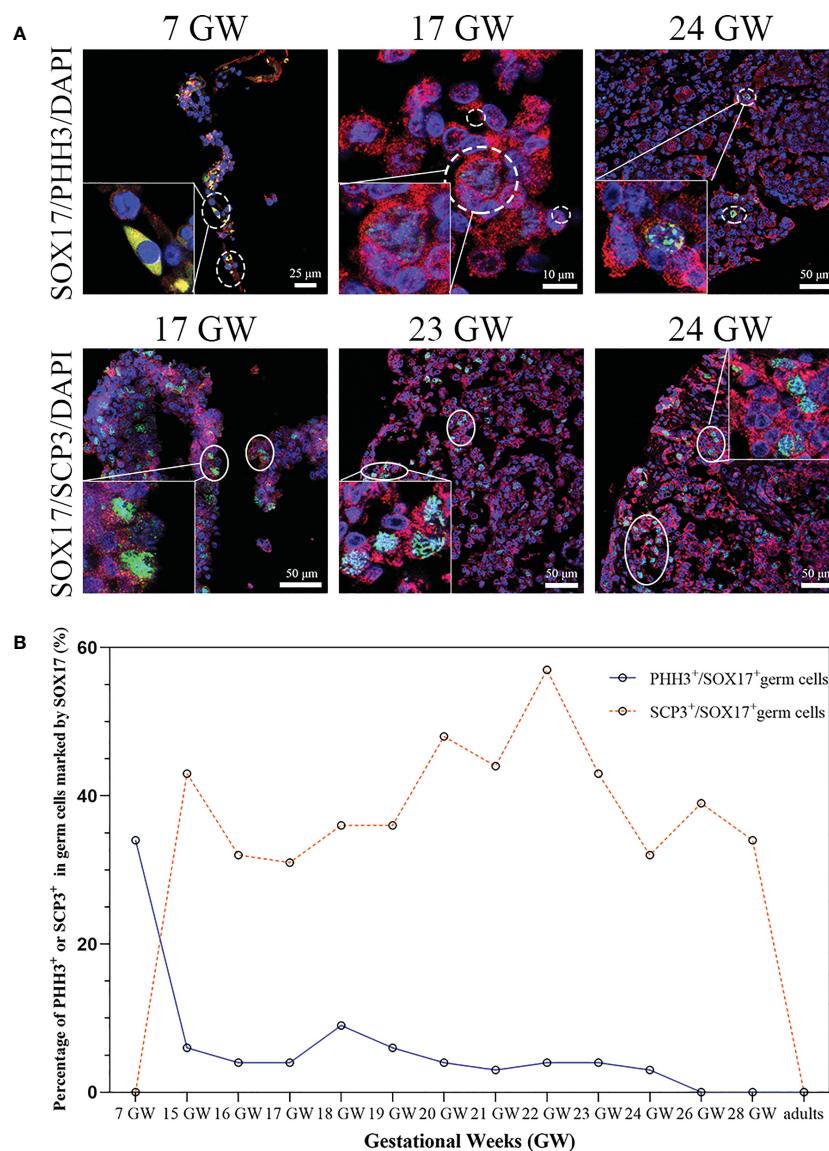 A
7 GW
17 GW
24 GW
SOX17/PHH3/DAPI
25 μm
10 μm
50 μm
17 GW
23 GW
24 GW
SOX17/SCP3/DAPI
50 μm
50 μm
50 μm
B
Percentage of PHH3+ or SCP3+ in germ cells marked by SOX17 (%)
60
40
20
0
PHH3+/SOX17+germ cells
SCP3+/SOX17+germ cells
7 GW 15 GW 16 GW 17 GW 18 GW 19 GW 20 GW 21 GW 22 GW 23 GW 24 GW 26 GW 28 GW adults
Gestational Weeks (GW)